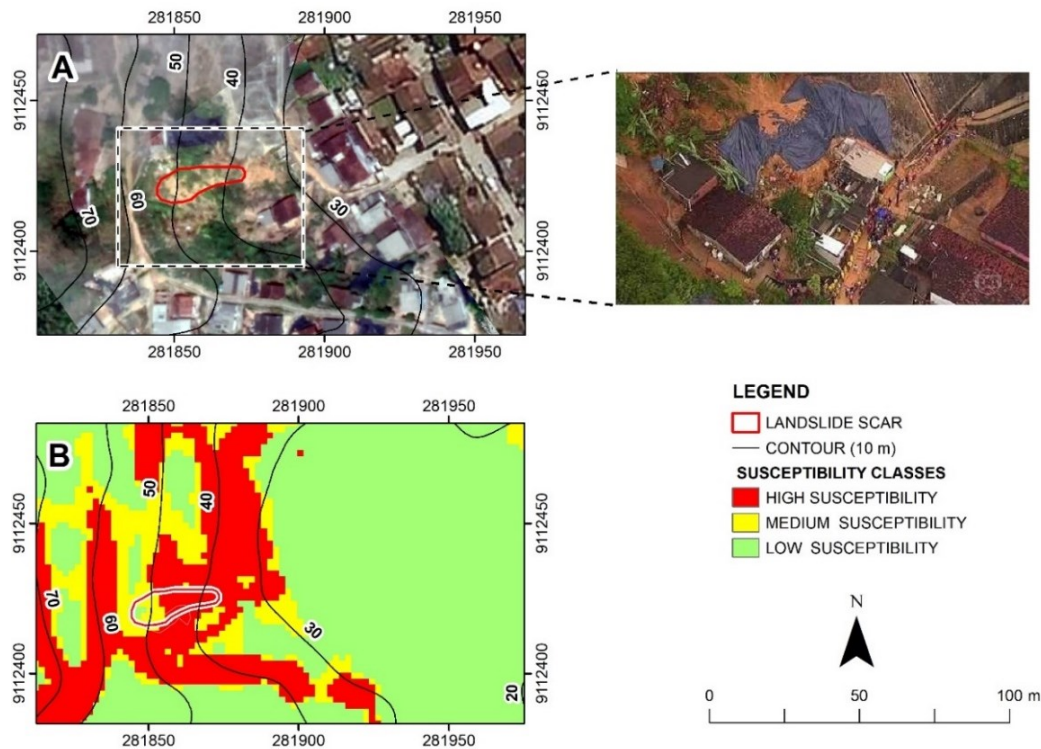 281850 281900 281950
A
50
40
9112450
9112450
70
60
30
9112400
9112400
281850 281900 281950
281850 281900 281950
B
50
40
9112450
9112450
70
60
30
9112400
9112400
20
281850 281900 281950
LEGEND
LANDSLIDE SCAR
CONTOUR (10 m)
SUSCEPTIBILITY CLASSES
HIGH SUSCEPTIBILITY
MEDIUM SUSCEPTIBILITY
LOW SUSCEPTIBILITY
N
0 50 100 m